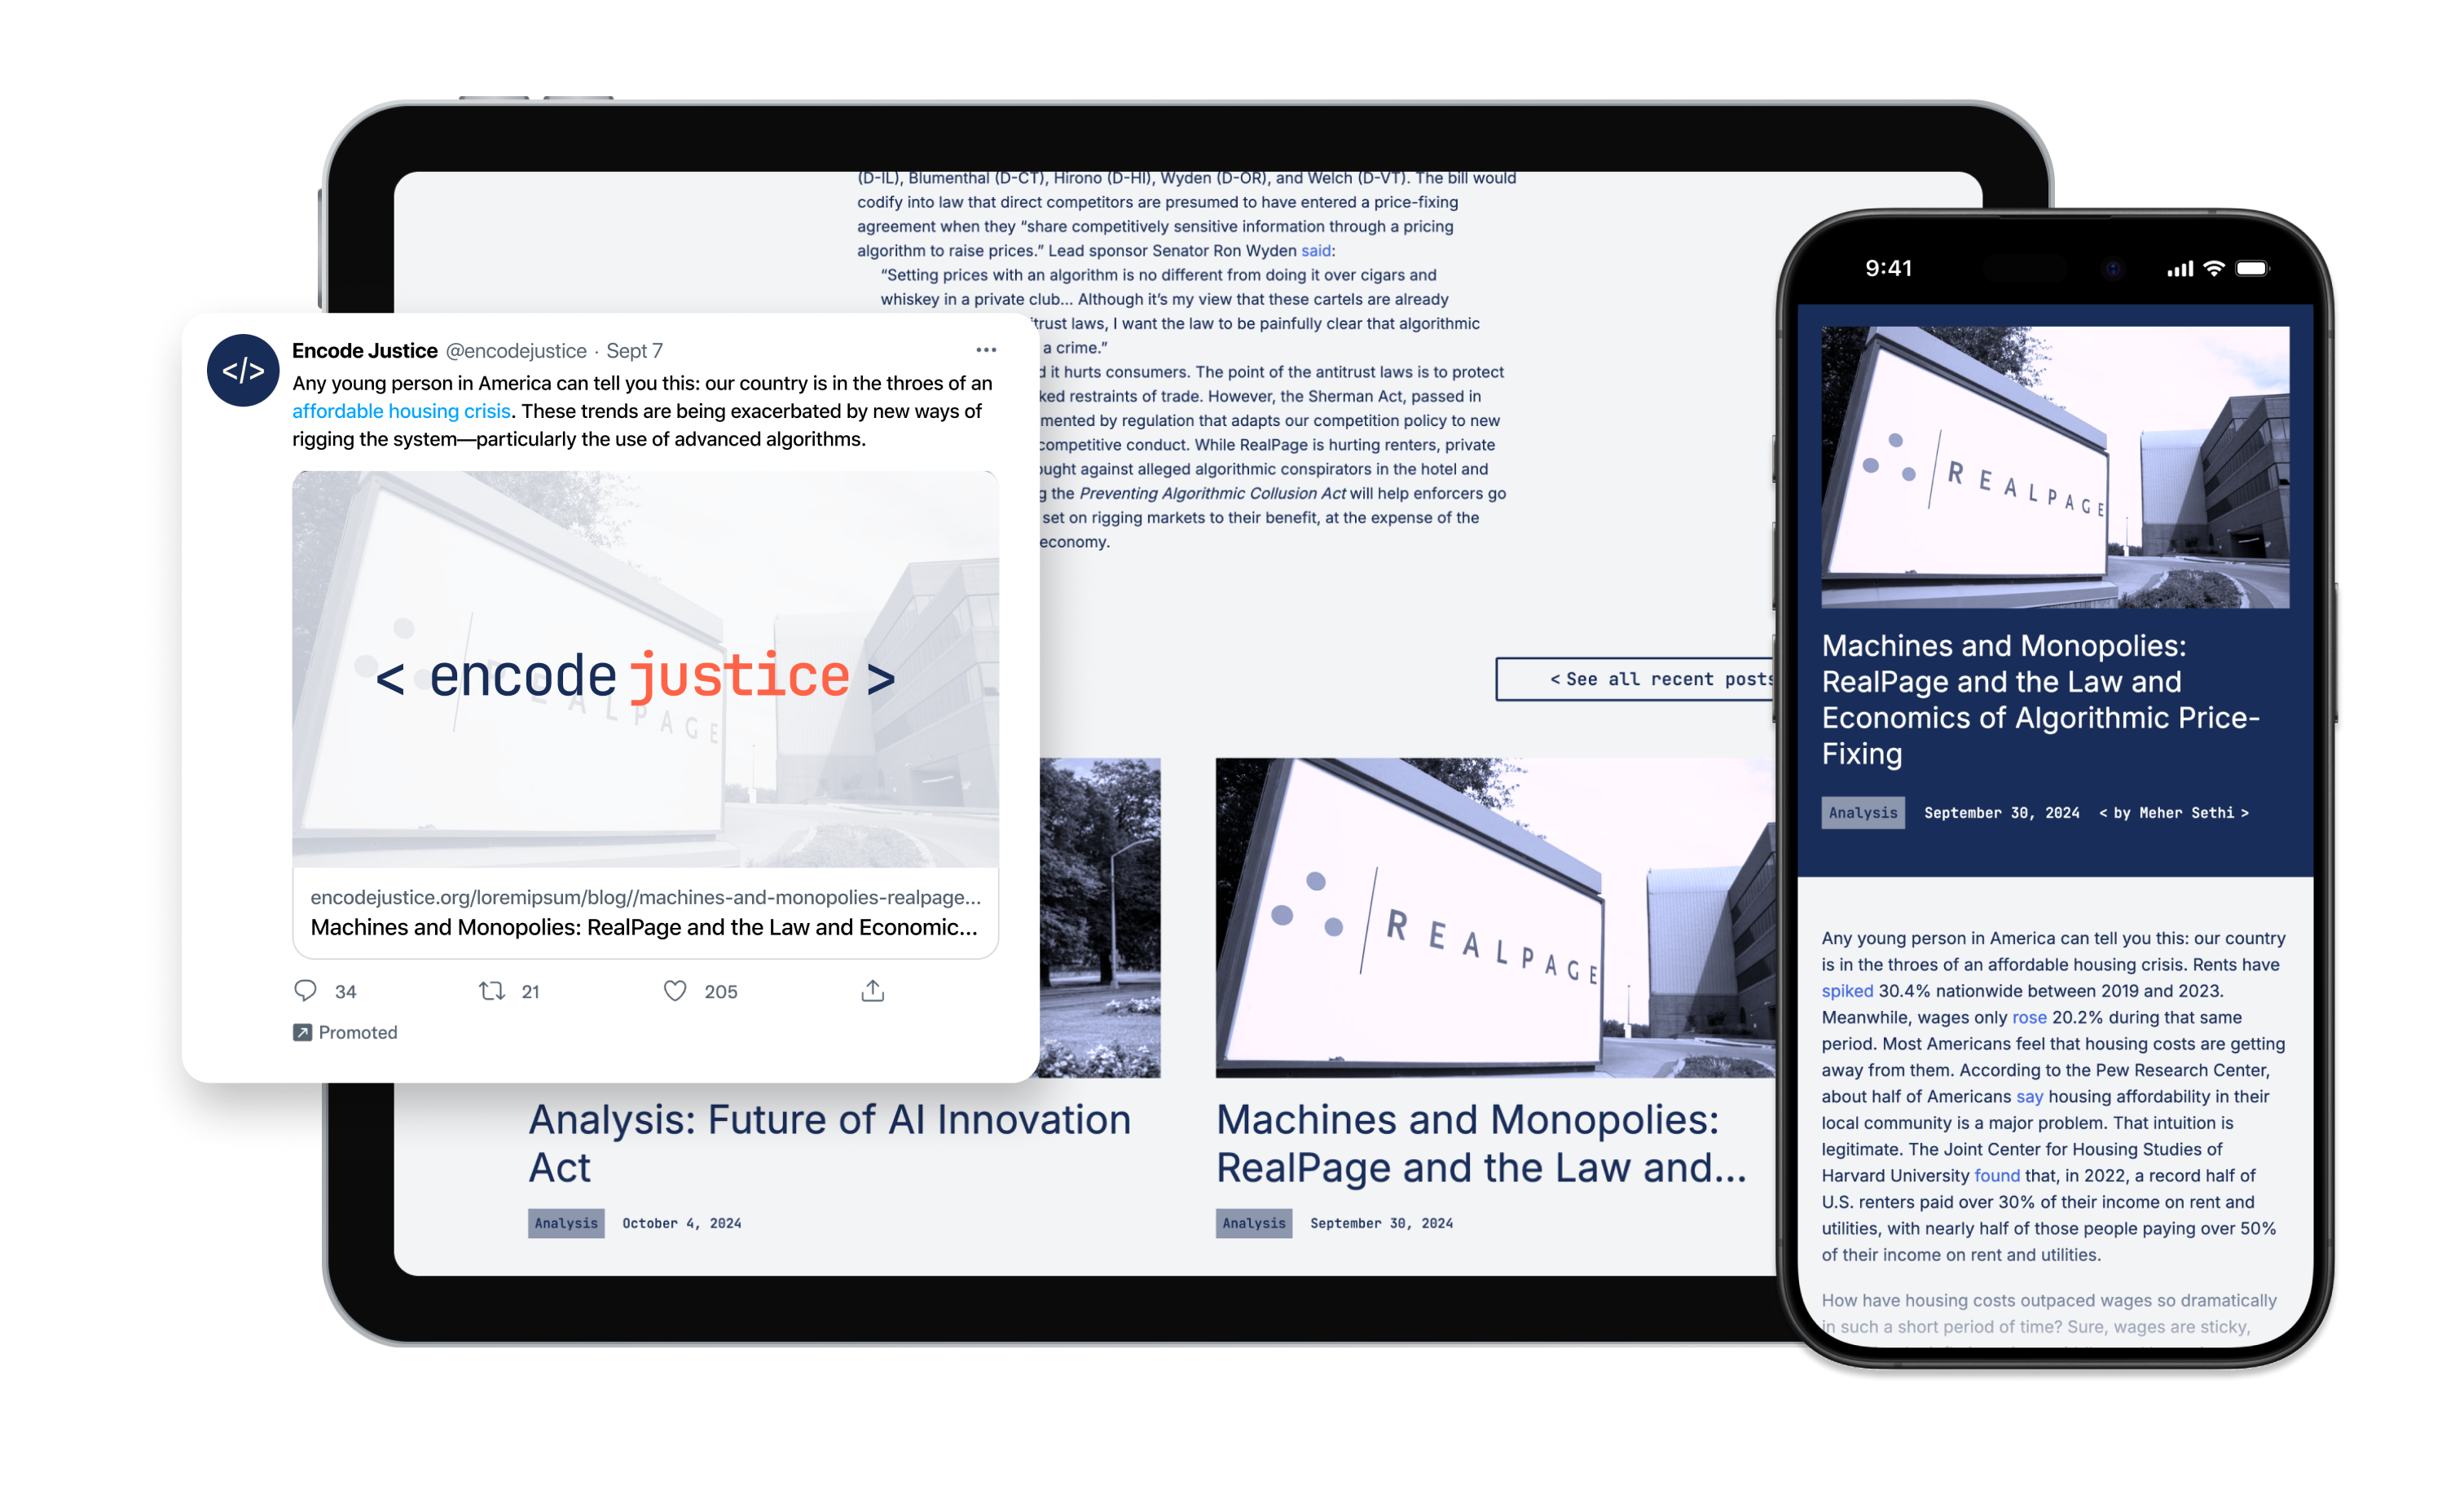 (D-IL), Blumenthal (D-CT), Hirono (D-HI), Wyden (D-OR), and Welch (D-VT). The bill would
codify into law that direct competitors are presumed to have entered a price-fixing
agreement when they “share competitively sensitive information through a pricing
algorithm to raise prices.” Lead sponsor Senator Ron Wyden said:
“Setting prices with an algorithm is no different from doing it over cigars and
whiskey in a private club... Although it’s my view that these cartels are already
laws, I want the law to be painfully clear that algorithmic
a crime.”
it hurts consumers. The point of the antitrust laws is to protect
restraints of trade. However, the Sherman Act, passed in
by regulation that adapts our competition policy to new
competitive conduct. While RealPage is hurting renters, private
against alleged algorithmic conspirators in the hotel and
the Preventing Algorithmic Collusion Act will help enforcers go
set on rigging markets to their benefit, at the expense of the
economy.
< See all recent posts
Analysis: Future of AI Innovation
Act
Analysis October 4, 2024
REALPAGE
Machines and Monopolies:
RealPage and the Law and...
Analysis September 30, 2024
</>
Encode Justice @encodejustice · Sept 7
Any young person in America can tell you this: our country is in the throes of an
affordable housing crisis. These trends are being exacerbated by new ways of
rigging the system—particularly the use of advanced algorithms.
< encode justice >
REALPAGE
encodejustice.org/loremipsum/blog//machines-and-monopolies-realpage...
Machines and Monopolies: RealPage and the Law and Economic...
34 21 205
Promoted
9:41
REALPAGE
Machines and Monopolies:
RealPage and the Law and
Economics of Algorithmic Price-
Fixing
Analysis September 30, 2024 < by Meher Sethi >
Any young person in America can tell you this: our country
is in the throes of an affordable housing crisis. Rents have
spiked 30.4% nationwide between 2019 and 2023.
Meanwhile, wages only rose 20.2% during that same
period. Most Americans feel that housing costs are getting
away from them. According to the Pew Research Center,
about half of Americans say housing affordability in their
local community is a major problem. That intuition is
legitimate. The Joint Center for Housing Studies of
Harvard University found that, in 2022, a record half of
U.S. renters paid over 30% of their income on rent and
utilities, with nearly half of those people paying over 50%
of their income on rent and utilities.
How have housing costs outpaced wages so dramatically
in such a short period of time? Sure, wages are sticky,